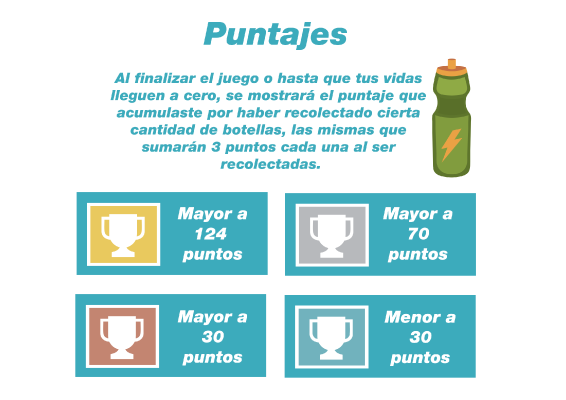 Puntajes
Al finalizar el juego o hasta que tus vidas
lleguen a cero, se mostrará el puntaje que
acumulaste por haber recolectado cierta
cantidad de botellas, las mismas que
sumarán 3 puntos cada una al ser
recolectadas.
Mayor a
124
puntos
Mayor a
70
puntos
Mayor a
30
puntos
Menor a
30
puntos